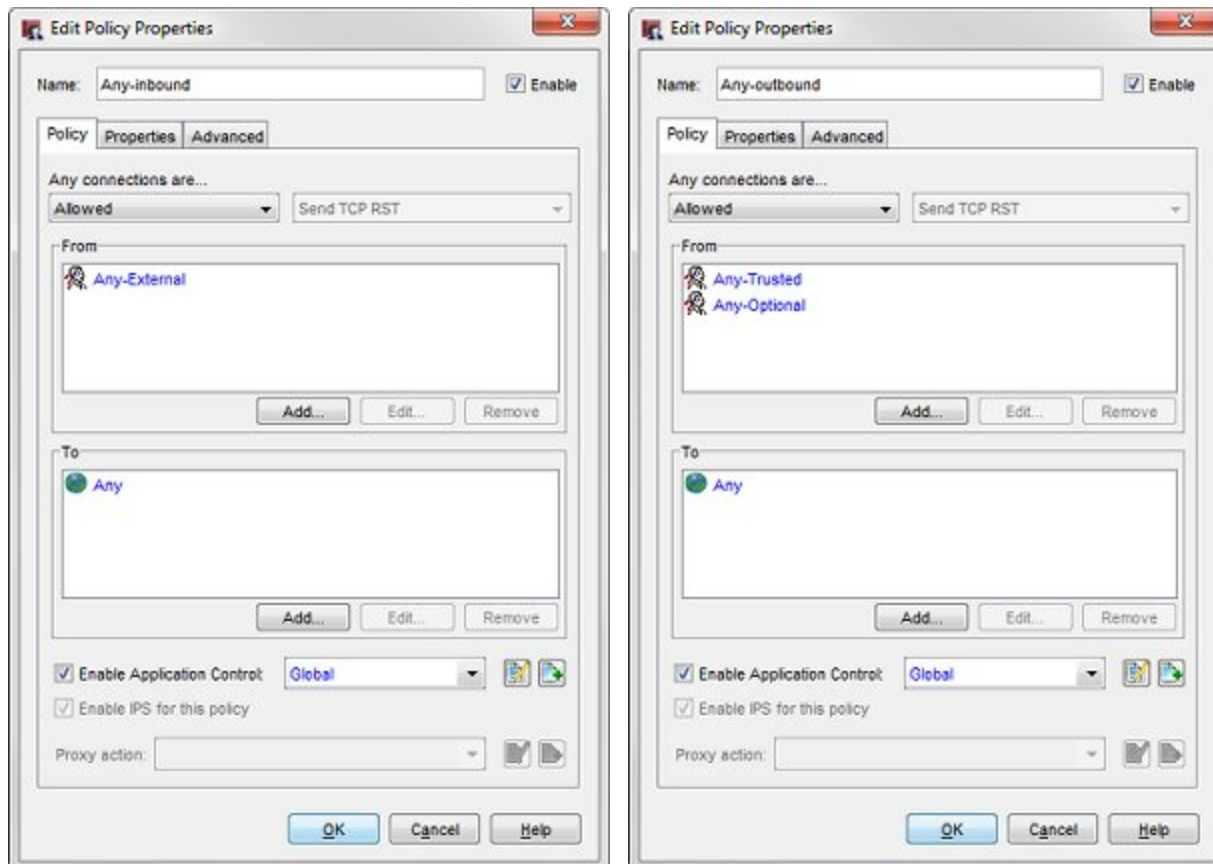 Edit Policy Properties
Name: Any-inbound Enable
Policy Properties Advanced
Any connections are...
Allowed Send TCP RST
From
Any-External
Add... Edit... Remove
To
Any
Add... Edit... Remove
Enable Application Control: Global
Enable IPS for this policy
Proxy action:
OK Cancel Help
Edit Policy Properties
Name: Any-outbound Enable
Policy Properties Advanced
Any connections are...
Allowed Send TCP RST
From
Any-Trusted
Any-Optional
Add... Edit... Remove
To
Any
Add... Edit... Remove
Enable Application Control: Global
Enable IPS for this policy
Proxy action:
OK Cancel Help